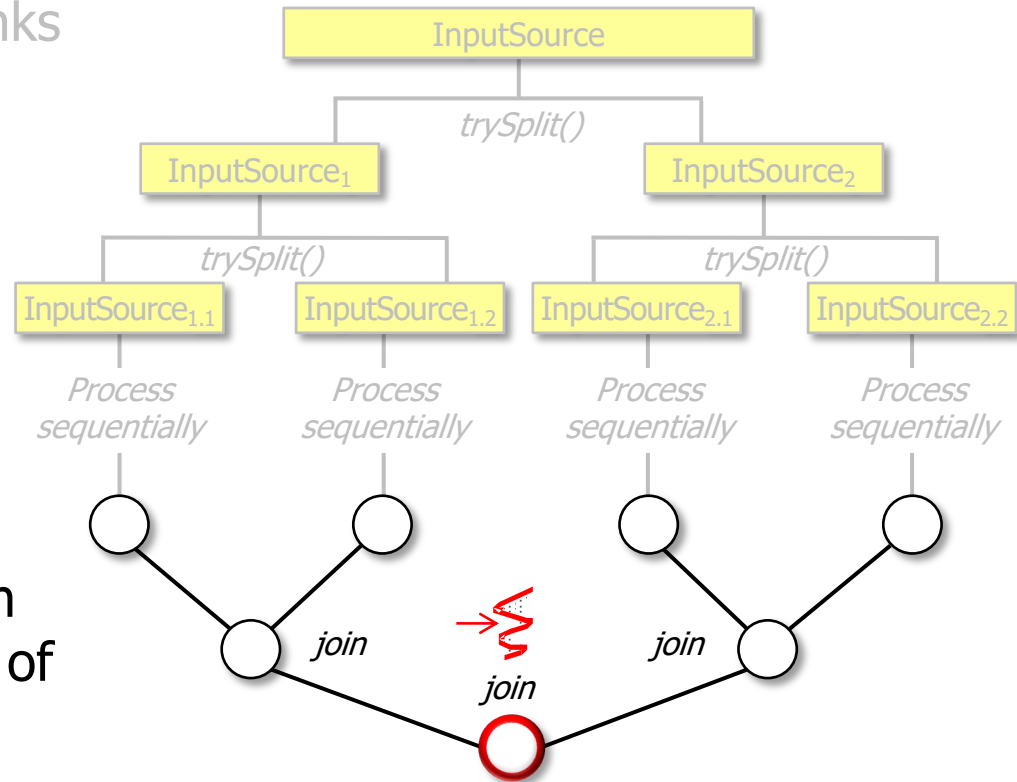 nks
InputSource
trySplit()
InputSource₁
InputSource₂
trySplit()
trySplit()
InputSource₁.₁
InputSource₁.₂
InputSource₂.₁
InputSource₂.₂
Process
sequentially
Process
sequentially
Process
sequentially
Process
sequentially
n
of
join
join
join